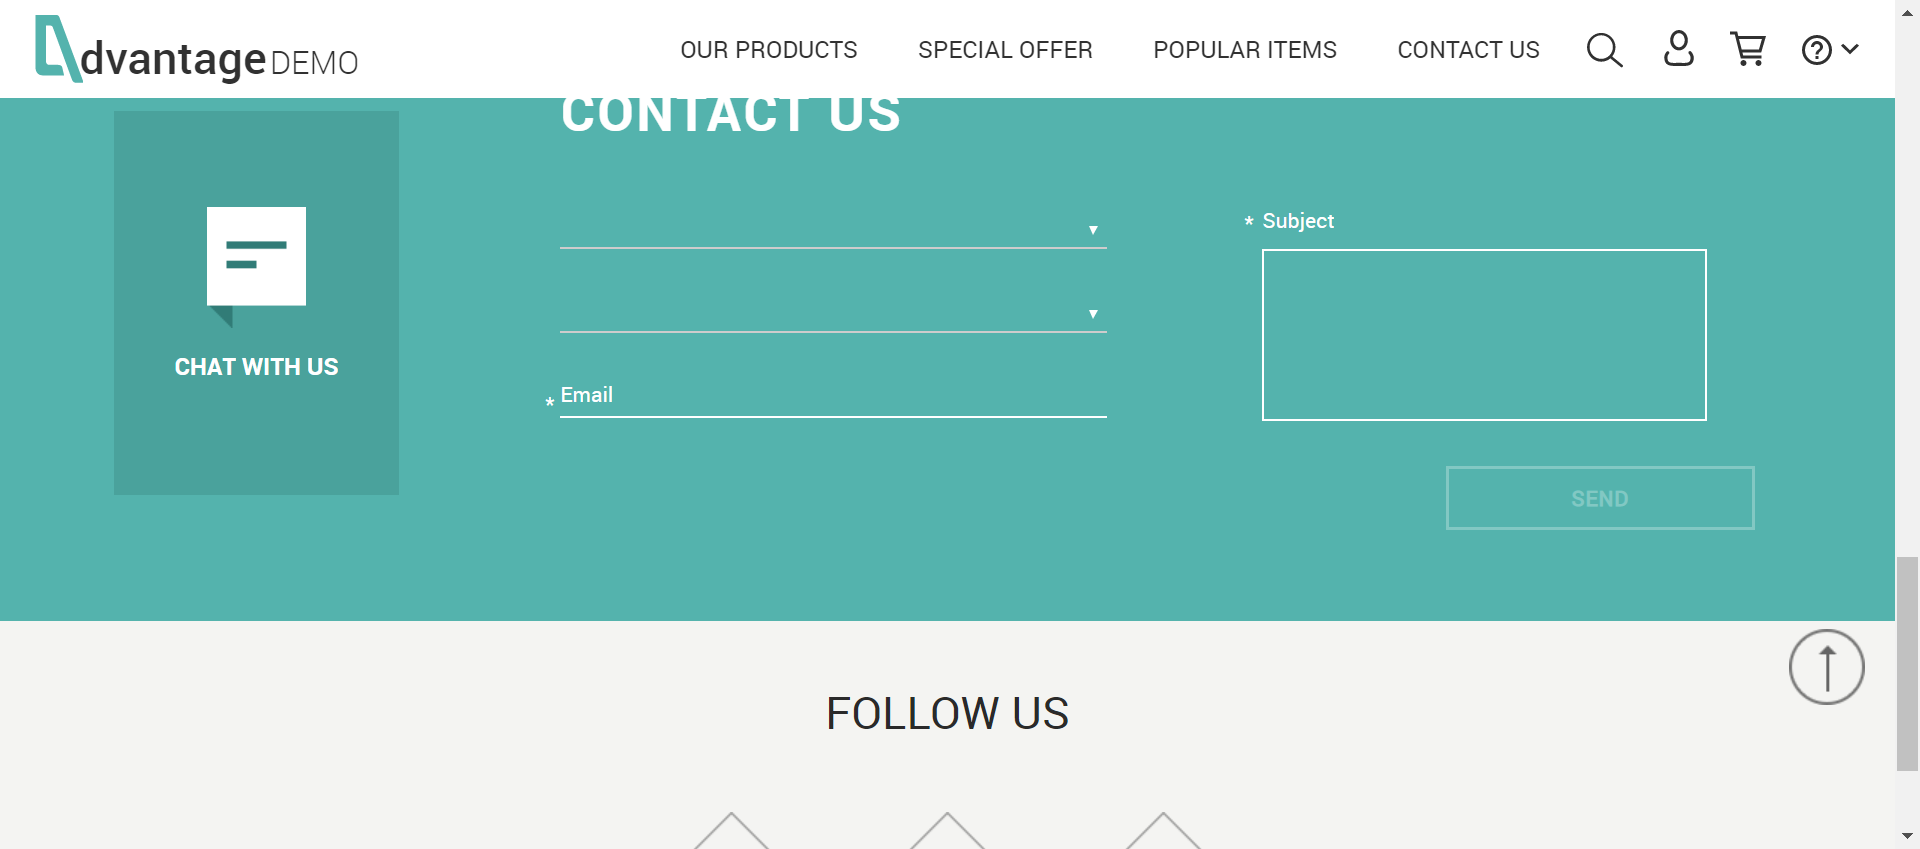 dvantage DEMO
OUR PRODUCTS
SPECIAL OFFER
POPULAR ITEMS
CONTACT US
CONTACT US
CHAT WITH US
* Email
* Subject
SEND
FOLLOW US